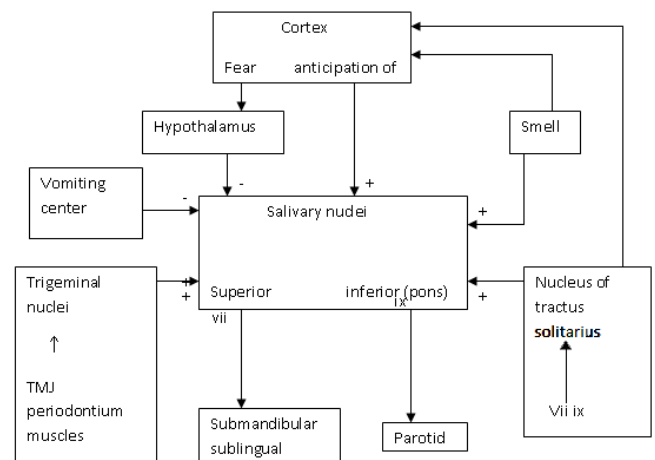 Cortex
Fear anticipation of
Hypothalamus
Smell
Vomiting
center
-
-
+
+
Salivary nuclei
Superior inferior (pons)
vii
ix
+
+
+
Trigeminal
nuclei
↑
TMJ
periodontium
muscles
Nucleus of
tractus
solitarius
Vii ix
Submandibular
sublingual
Parotid